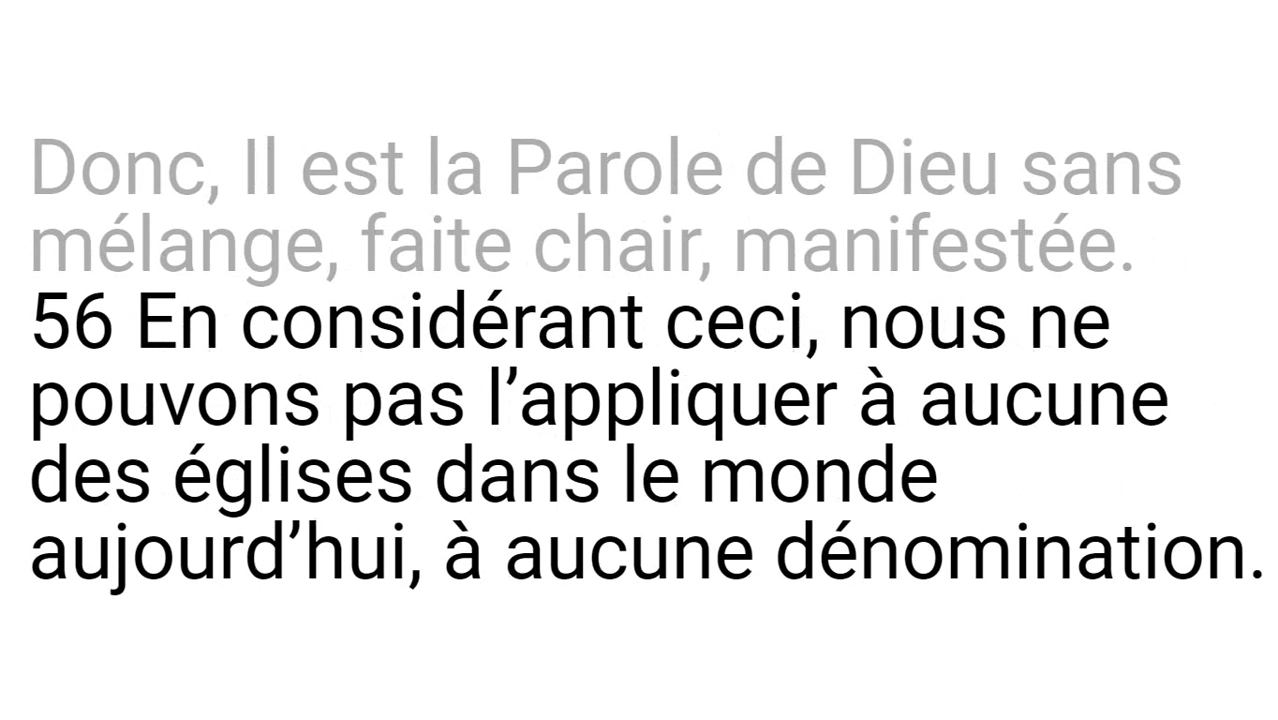 Donc, Il est la Parole de Dieu sans
mélange, faite chair, manifestée.
56 En considérant ceci, nous ne
pouvons pas l’appliquer à aucune
des églises dans le monde
aujourd’hui, à aucune dénomination.